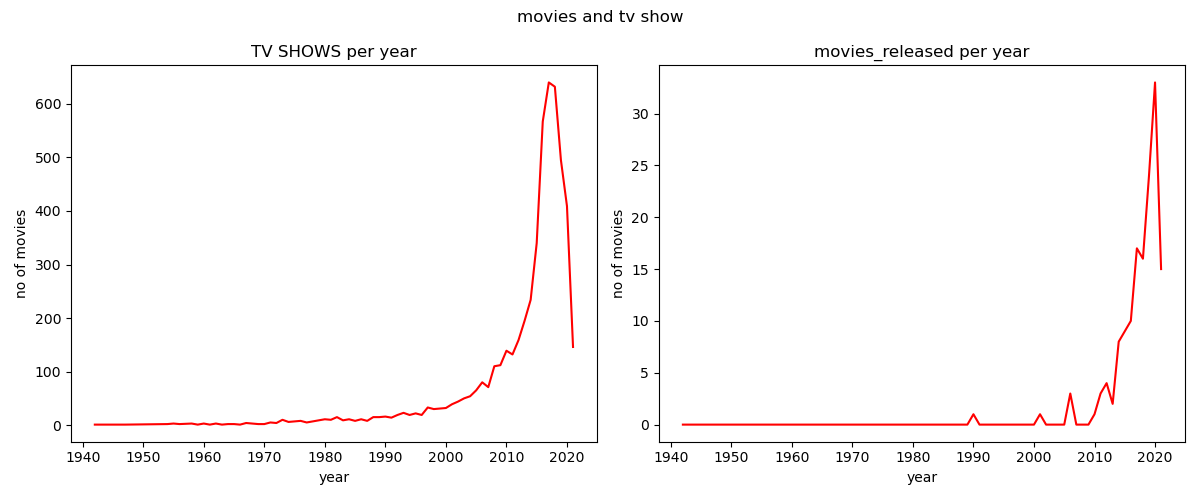 movies and tv show
TV SHOWS per year
no of movies
600
500
400
300
200
100
0
1940 1950 1960 1970 1980 1990 2000 2010 2020
year
movies_released per year
no of movies
30
25
20
15
10
5
0
1940 1950 1960 1970 1980 1990 2000 2010 2020
year